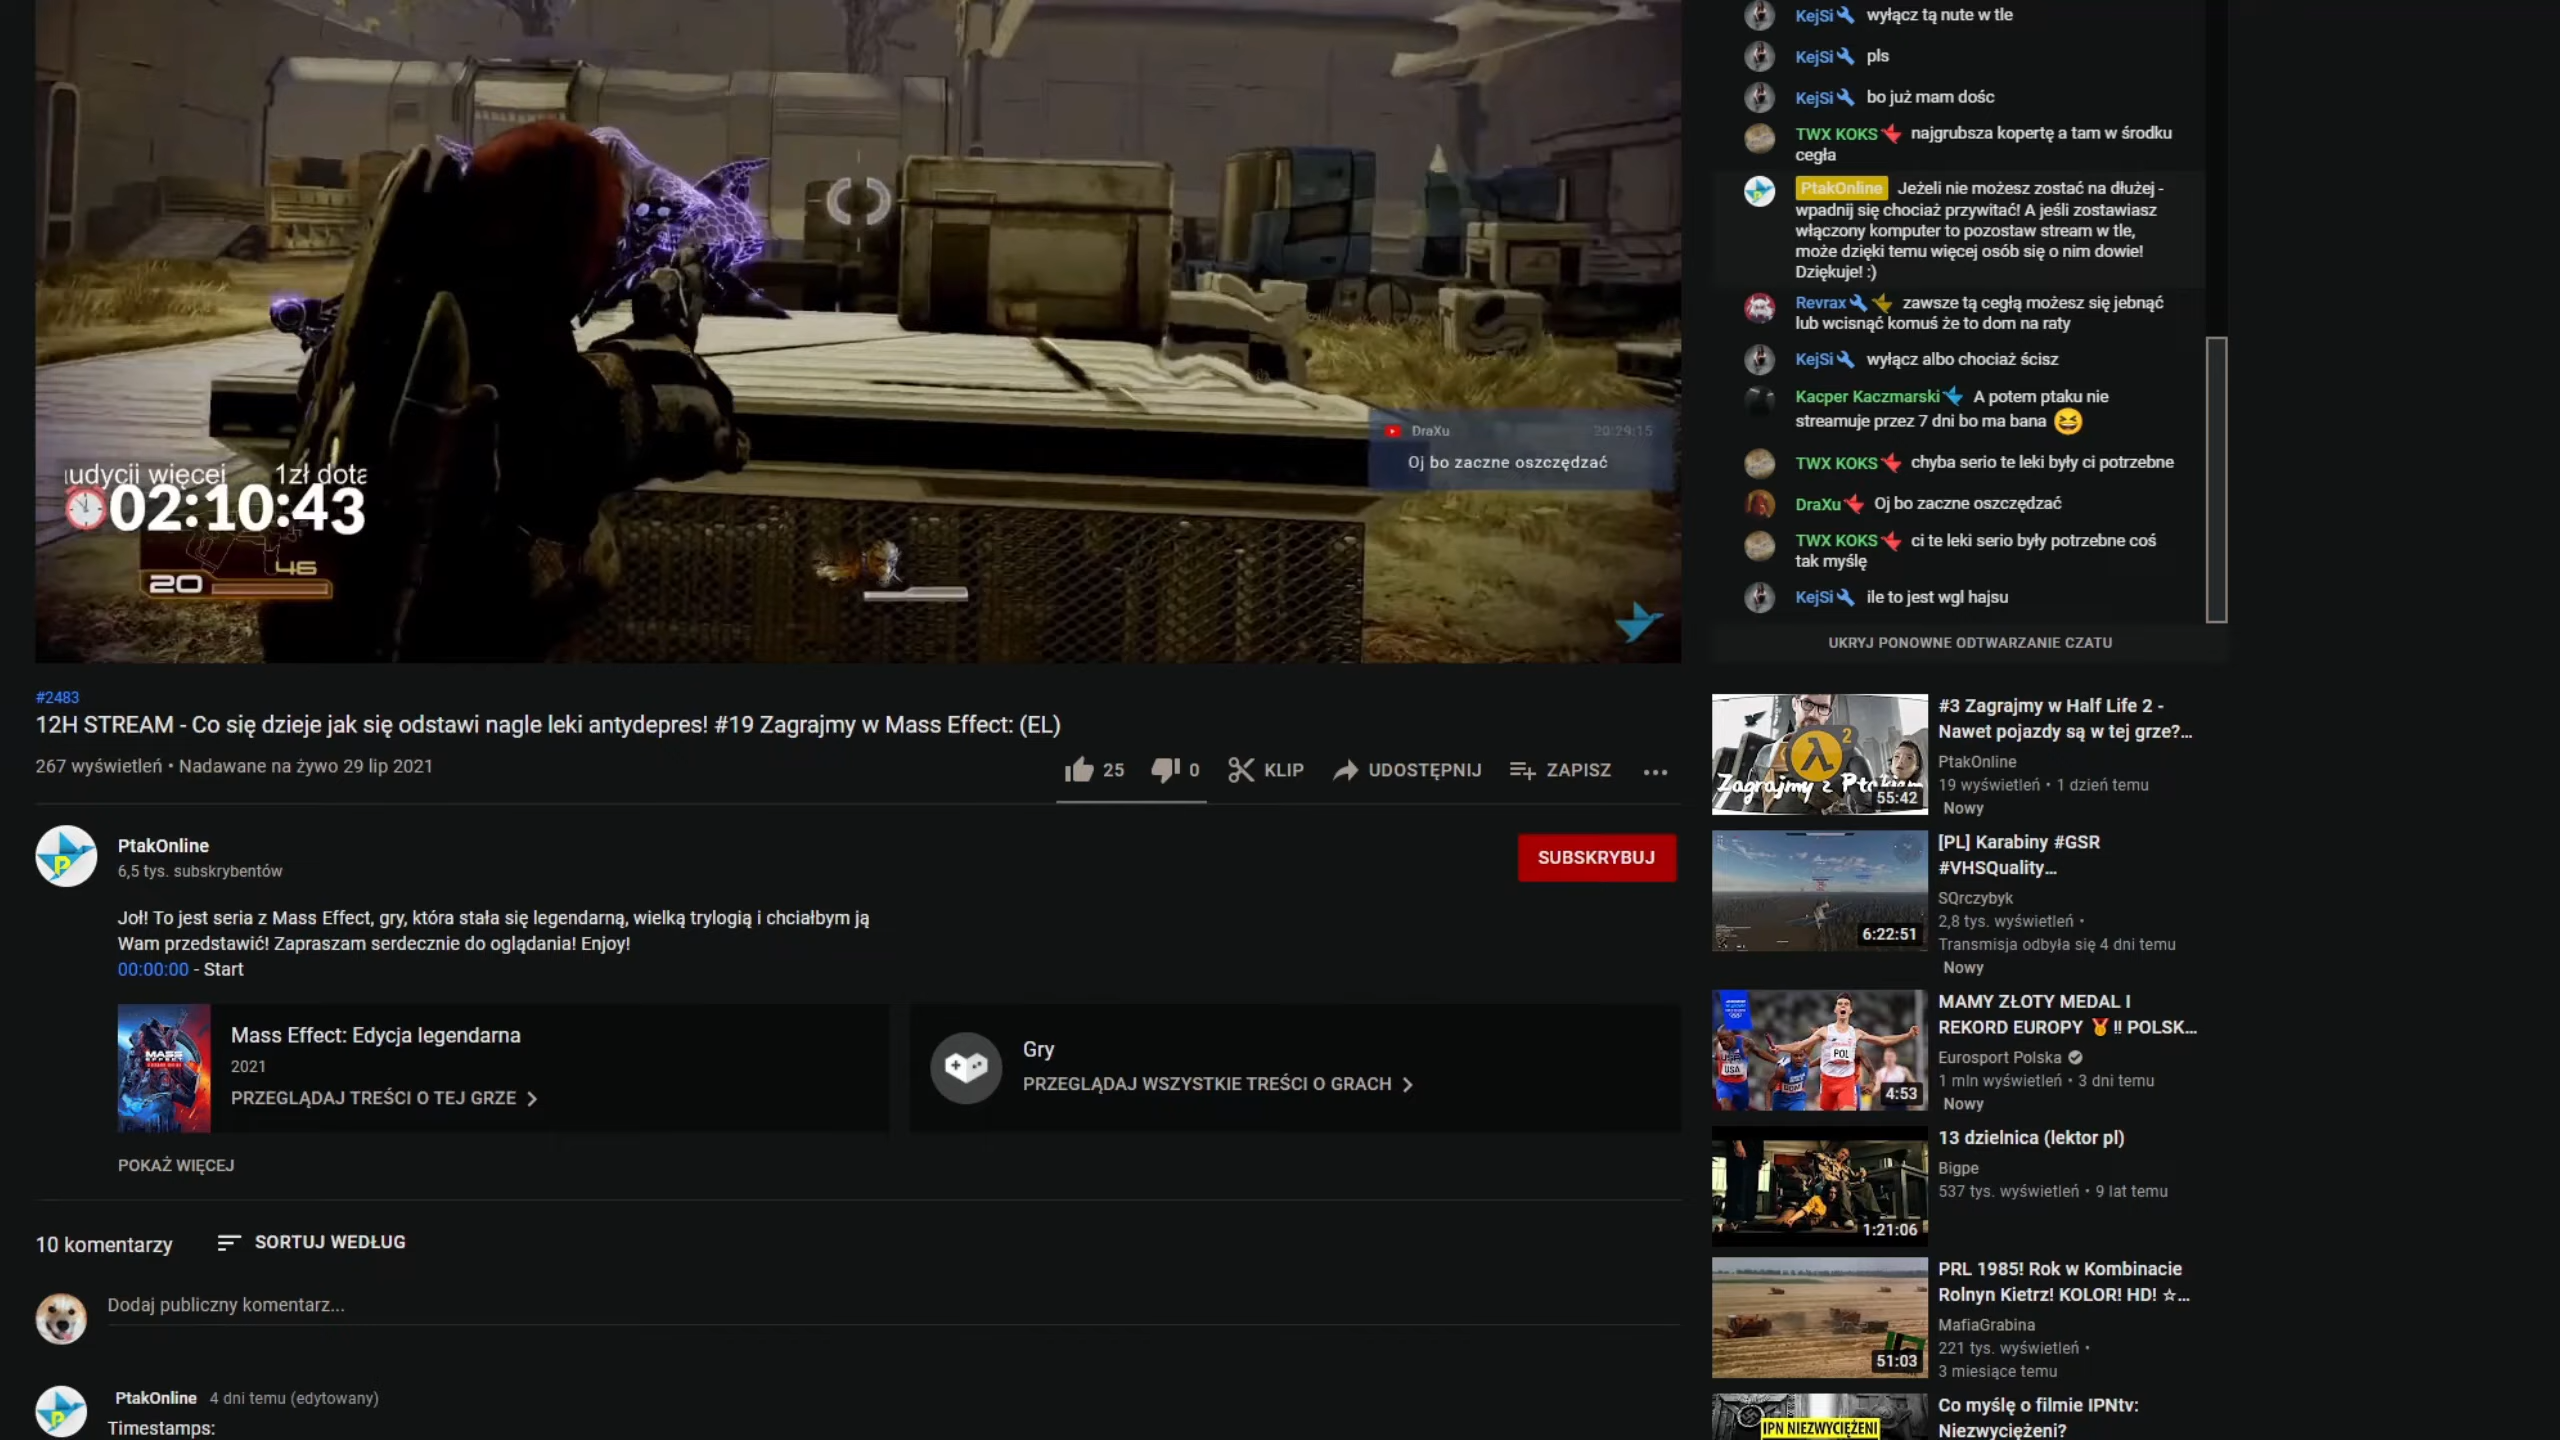 udycji więcej 1zł dota
02:10:43
20
46
DraXu 20:29:15
Oj bo zaczne oszczędzać
#2483
12H STREAM - Co się dzieje jak się odstawi nagle leki antydepres! #19 Zagrajmy w Mass Effect: (EL)
267 wyświetleń • Nadawane na żywo 29 lip 2021
25
0
KLIP
UDOSTĘPNIJ
ZAPISZ
PtakOnline
6,5 tys. subskrybentów
SUBSKRYBUJ
Joł! To jest seria z Mass Effect, gry, która stała się legendarną, wielką trylogią i chciałbym ją
Wam przedstawić! Zapraszam serdecznie do oglądania! Enjoy!
00:00:00 - Start
MASS
EFFECT
Mass Effect: Edycja legendarna
2021
PRZEGLĄDAJ TREŚCI O TEJ GRZE
Gry
PRZEGLĄDAJ WSZYSTKIE TREŚCI O GRACH
POKAŻ WIĘCEJ
10 komentarzy
SORTUJ WEDŁUG
Dodaj publiczny komentarz...
PtakOnline 4 dni temu (edytowany)
Timestamps:
KejSi wyłącz tą nute w tle
KejSi pls
KejSi bo już mam dośc
TWX KOKS najgrubsza kopertę a tam w środku
cegła
PtakOnline Jeżeli nie możesz zostać na dłużej -
wpadnij się chociaż przywitać! A jeśli zostawiasz
włączony komputer to pozostaw stream w tle,
może dzięki temu więcej osób się o nim dowie!
Dziękuje! :)
Revrax zawsze tą cegłą możesz się jebnąć
lub wcisnąć komuś że to dom na raty
KejSi wyłącz albo chociaż ścisz
Kacper Kaczmarski A potem ptaku nie
streamuje przez 7 dni bo ma bana 😆
TWX KOKS chyba serio te leki były ci potrzebne
DraXu Oj bo zaczne oszczędzać
TWX KOKS ci te leki serio były potrzebne coś
tak myślę
KejSi ile to jest wgl hajsu
UKRYJ PONOWNE ODTWARZANIE CZATU
2
Zagrajmy z Ptakiem
55:42
#3 Zagrajmy w Half Life 2 -
Nawet pojazdy są w tej grze?...
PtakOnline
19 wyświetleń • 1 dzień temu
Nowy
6:22:51
[PL] Karabiny #GSR
#VHSQuality...
SQrczybyk
2,8 tys. wyświetleń •
Transmisja odbyła się 4 dni temu
Nowy
USA
POL
4:53
MAMY ZŁOTY MEDAL I
REKORD EUROPY 🏅‼ POLSK...
Eurosport Polska
1 mln wyświetleń • 3 dni temu
Nowy
1:21:06
13 dzielnica (lektor pl)
Bigpe
537 tys. wyświetleń • 9 lat temu
51:03
PRL 1985! Rok w Kombinacie
Rolnyn Kietrz! KOLOR! HD! ☆...
MafiaGrabina
221 tys. wyświetleń •
3 miesiące temu
IPN NIEZWYCIĘŻENI
Co myślę o filmie IPNtv:
Niezwyciężeni?